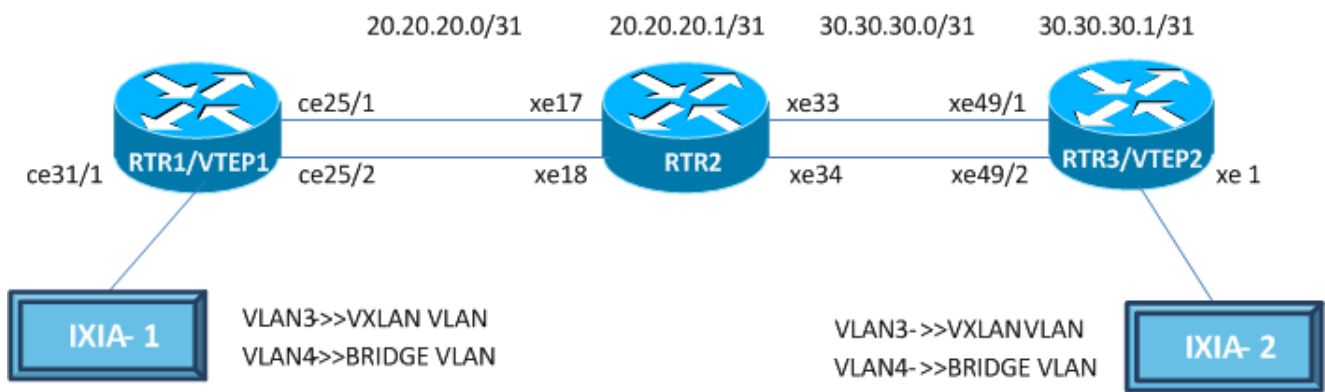 20.20.20.0/31 20.20.20.1/31 30.30.30.0/31 30.30.30.1/31
ce25/1 xe17 xe33 xe49/1
ce31/1 RTR1/VTEP1 ce25/2 xe18 RTR2 xe34 xe49/2 RTR3/VTEP2 xe 1
IXIA- 1
VLAN3->>VXLAN VLAN
VLAN4->>BRIDGE VLAN
VLAN3->>VXLANVLAN
VLAN4->>BRIDGE VLAN
IXIA- 2